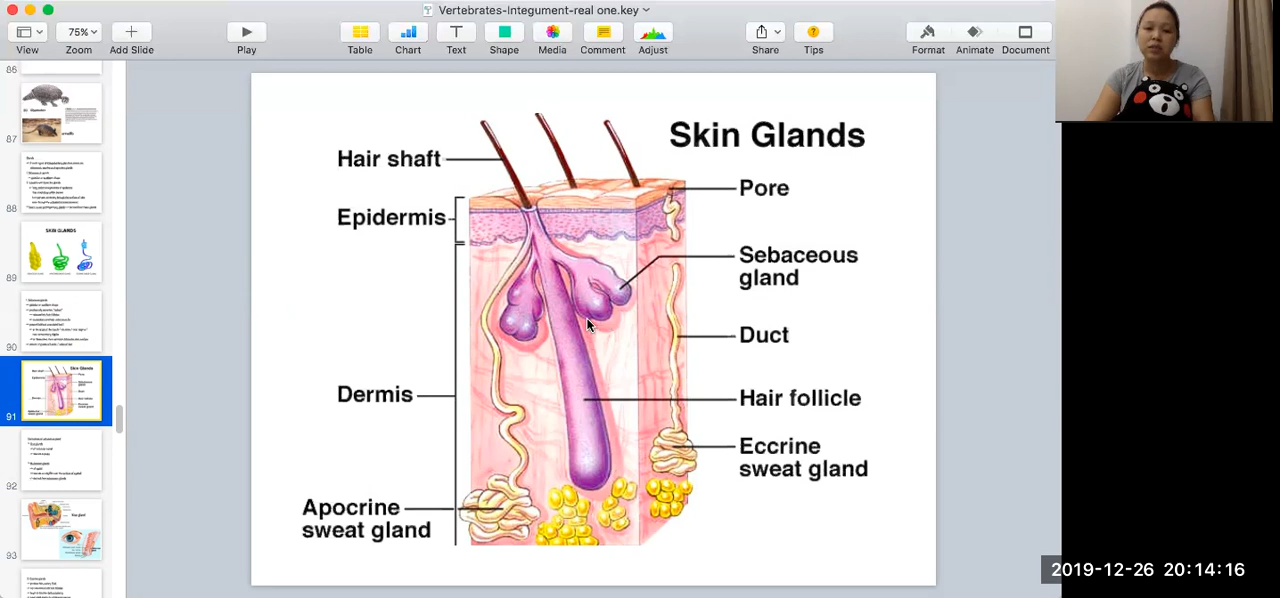 Vertebrates-Integument-real one.key
View
75%
Zoom
Add Slide
Play
Table
Chart
Text
Shape
Media
Comment
Adjust
Share
Tips
Format
Animate
Document
86
87
88
SKIN GLANDS
89
90
91
92
93
Skin Glands
Hair shaft
Pore
Epidermis
Sebaceous
gland
Duct
Dermis
Hair follicle
Eccrine
sweat gland
Apocrine
sweat gland
2019-12-26 20:14:16